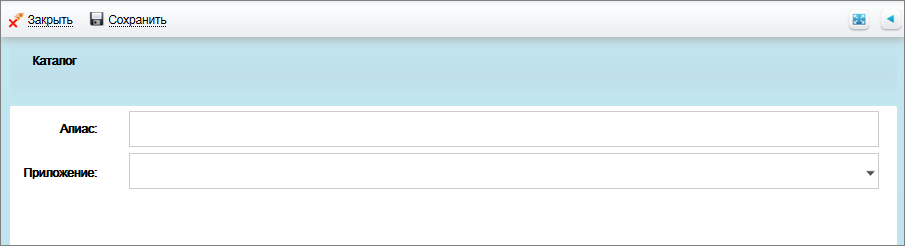 Закрыть Сохранить
Каталог
Алиас:
Приложение: